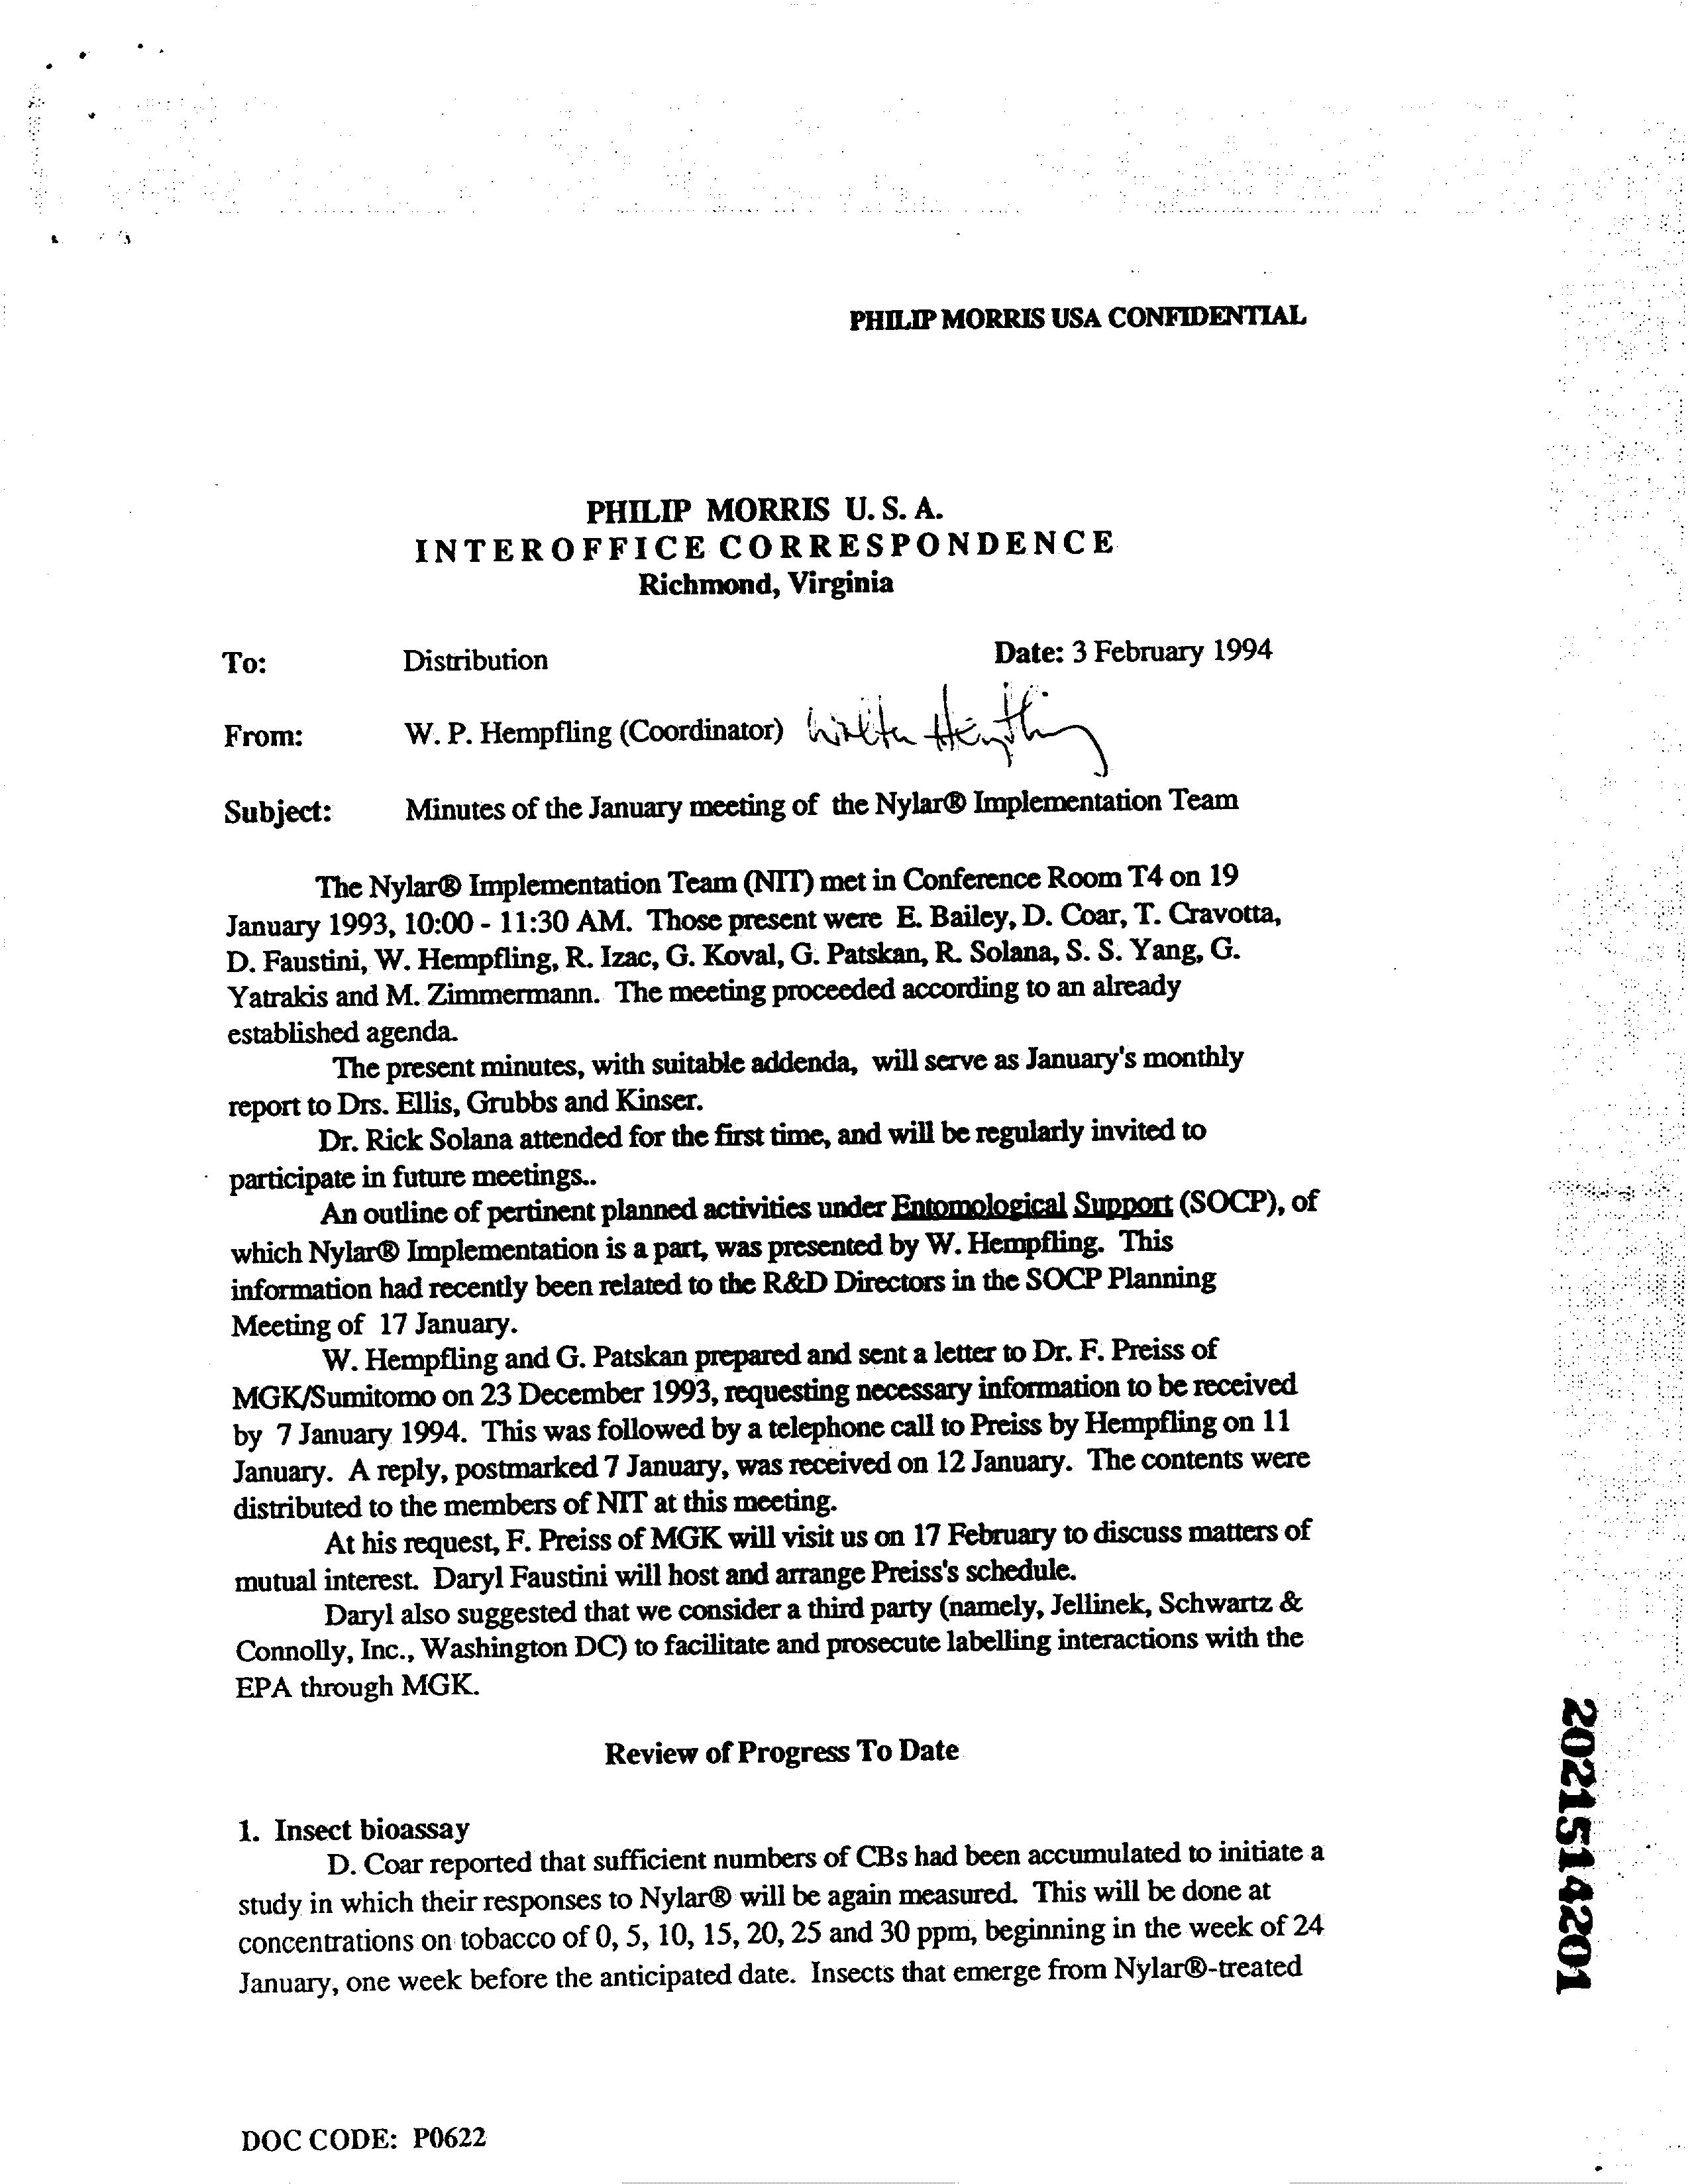 PHILIP MORRIS USA CONFIDENTIAL
PHILIP MORRIS U. S. A.
INTEROFFICE CORRESPONDENCE
Richmond, Virginia
To: Distribution Date: 3 February 1994
From: W. P. Hempfling (Coordinator) Walter Hempfling
Subject: Minutes of the January meeting of the Nylar® Implementation Team
The Nylar® Implementation Team (NIT) met in Conference Room T4 on 19
January 1993, 10:00 - 11:30 AM. Those present were E. Bailey, D. Coar, T. Cravotta,
D. Faustini, W. Hempfling, R. Izac, G. Koval, G. Patskan, R. Solana, S. S. Yang, G.
Yatrakis and M. Zimmermann. The meeting proceeded according to an already
established agenda.
The present minutes, with suitable addenda, will serve as January's monthly
report to Drs. Ellis, Grubbs and Kinser.
Dr. Rick Solana attended for the first time, and will be regularly invited to
participate in future meetings..
An outline of pertinent planned activities under Entomological Support (SOCP), of
which Nylar® Implementation is a part, was presented by W. Hempfling. This
information had recently been related to the R&D Directors in the SOCP Planning
Meeting of 17 January.
W. Hempfling and G. Patskan prepared and sent a letter to Dr. F. Preiss of
MGK/Sumitomo on 23 December 1993, requesting necessary information to be received
by 7 January 1994. This was followed by a telephone call to Preiss by Hempfling on 11
January. A reply, postmarked 7 January, was received on 12 January. The contents were
distributed to the members of NIT at this meeting.
At his request, F. Preiss of MGK will visit us on 17 February to discuss matters of
mutual interest. Daryl Faustini will host and arrange Preiss's schedule.
Daryl also suggested that we consider a third party (namely, Jellinek, Schwartz &
Connolly, Inc., Washington DC) to facilitate and prosecute labelling interactions with the
EPA through MGK.
Review of Progress To Date
1. Insect bioassay
D. Coar reported that sufficient numbers of CBs had been accumulated to initiate a
study in which their responses to Nylar® will be again measured. This will be done at
concentrations on tobacco of 0, 5, 10, 15, 20, 25 and 30 ppm, beginning in the week of 24
January, one week before the anticipated date. Insects that emerge from Nylar®-treated
DOC CODE: P0622
2021514201